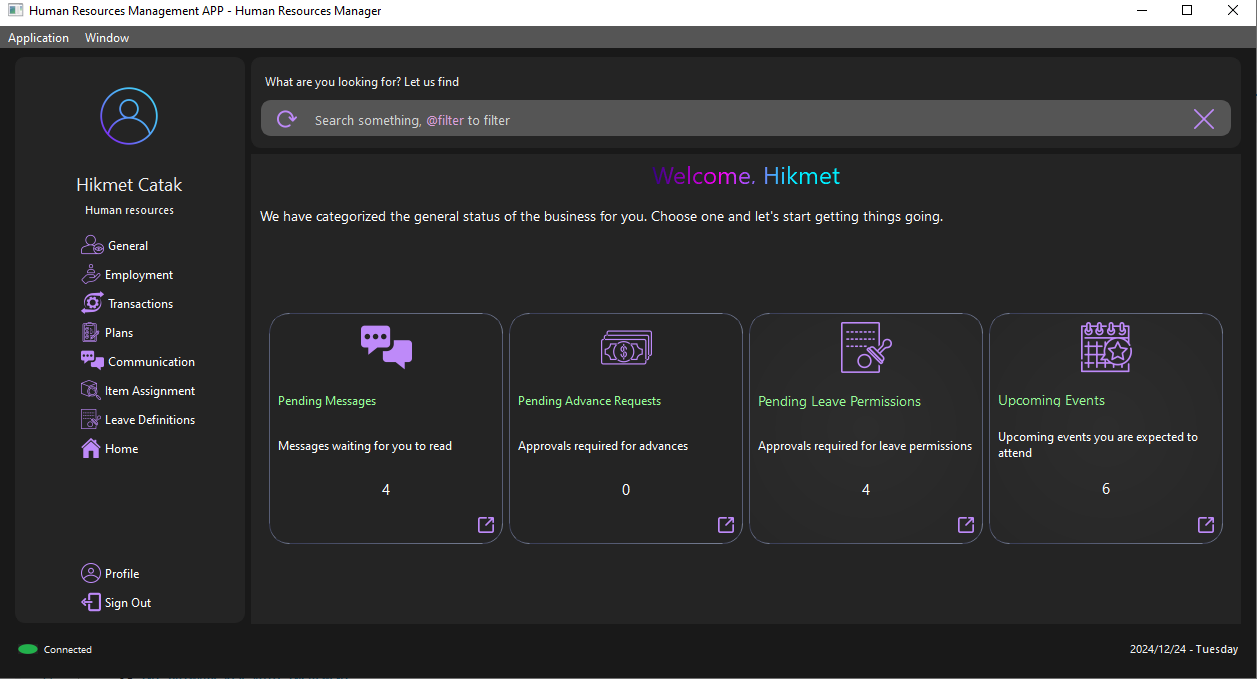 Human Resources Management APP - Human Resources Manager
Application Window
Hikmet Catak
Human resources
General
Employment
Transactions
Plans
Communication
Item Assignment
Leave Definitions
Home
Profile
Sign Out
What are you looking for? Let us find
Search something, @filter to filter
Welcome, Hikmet
We have categorized the general status of the business for you. Choose one and let's start getting things going.
Pending Messages
Messages waiting for you to read
4
Pending Advance Requests
Approvals required for advances
0
Pending Leave Permissions
Approvals required for leave permissions
4
Upcoming Events
Upcoming events you are expected to
attend
6
Connected
2024/12/24 - Tuesday